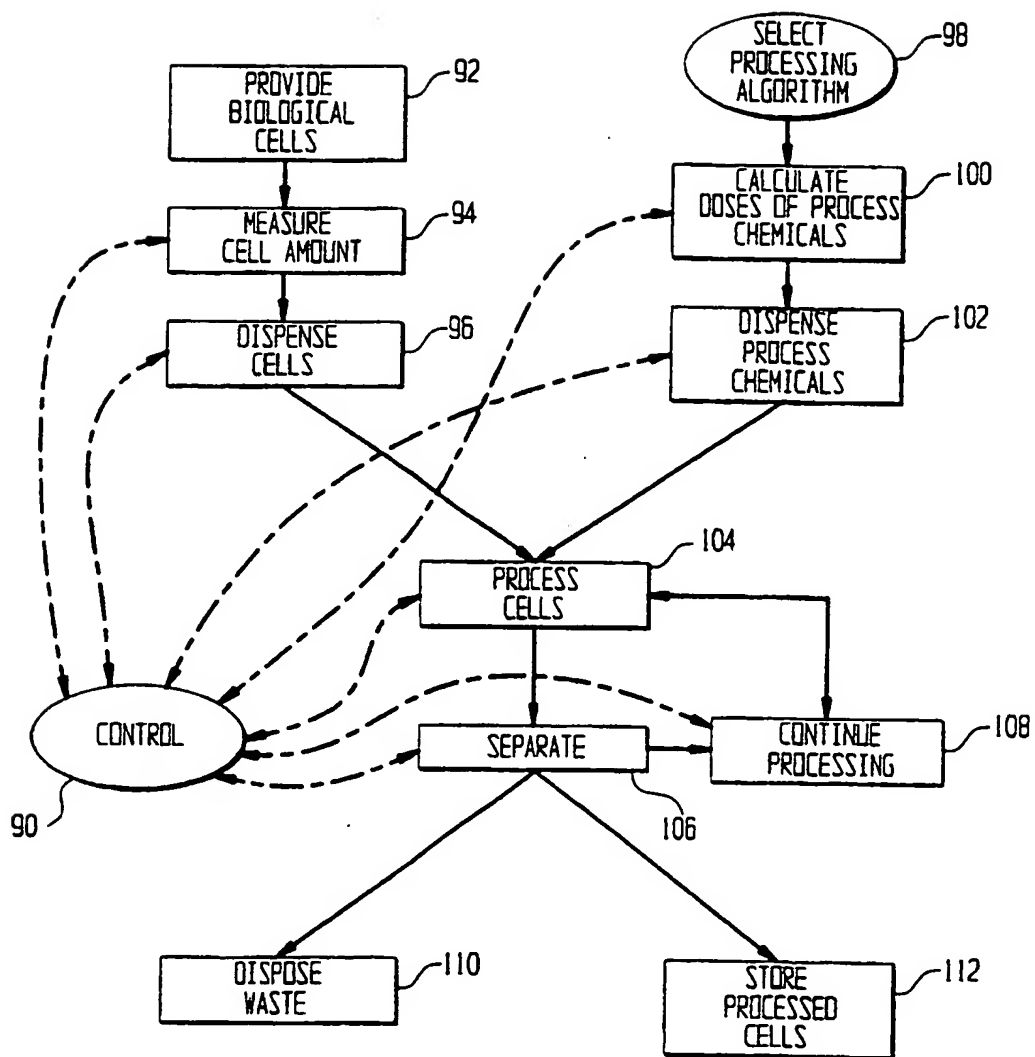 SELECT
PROCESSING
ALGORITHM
98
PROVIDE
BIOLOGICAL
CELLS
92
CALCULATE
DOSES OF PROCESS
CHEMICALS
100
MEASURE
CELL AMOUNT
94
DISPENSE
CELLS
96
DISPENSE
PROCESS
CHEMICALS
102
PROCESS
CELLS
104
CONTROL
90
SEPARATE
106
CONTINUE
PROCESSING
108
DISPOSE
WASTE
110
STORE
PROCESSED
CELLS
112